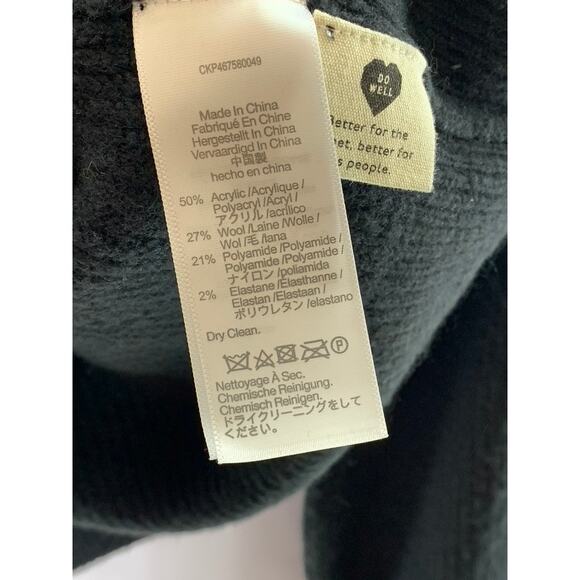 CKP467580049
Made In China
Fabriqué En Chine
Hergestellt In China
Vervaardigd In China
中国製
hecho en china
50% Acrylic /Acrylique /
Polyacryl /Acryl /
アクリル /acrílico
27% Wool /Laine /Wolle /
Wol /毛 /lana
21% Polyamide /Polyamide /
Polyamide /Polyamide /
ナイロン /poliamida
2% Elastane /Elasthanne /
Elastan /Elastaan /
ポリウレタン /elastano
Dry Clean.
P
Nettoyage À Sec.
Chemische Reinigung.
Chemisch Reinigen.
ドライクリーニングをして
ください。
DO
WELL
Better for the
better for
people.